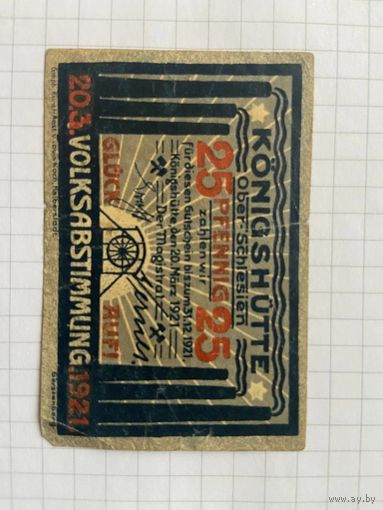 KÖNIGSHÜTTE
Ober-Schlesien
25 PFENNIG 25
zahlen wir
für diesen Gutschein bis zum 31.12.1921.
Königshütte den 20. März 1921.
Der Magistrat:
GLÜCK AUF!
20.3. VOLKSABSTIMMUNG. 1921
www.ay.by